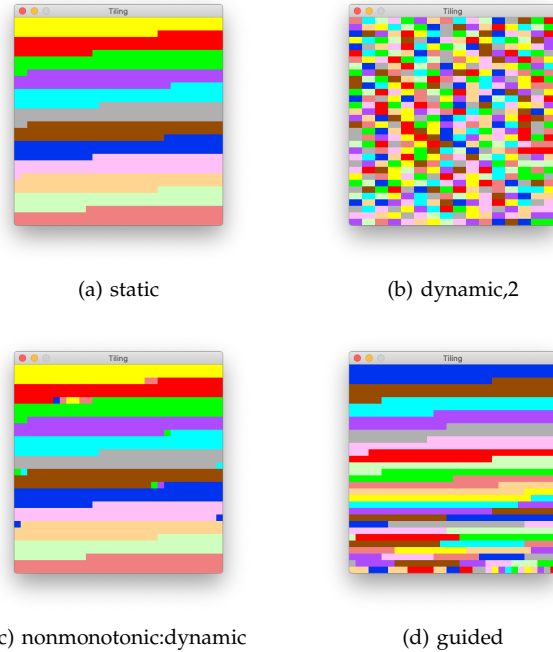 Tiling
Tiling
(a) static
(b) dynamic,2
Tiling
Tiling
c) nonmonotonic:dynamic
(d) guided